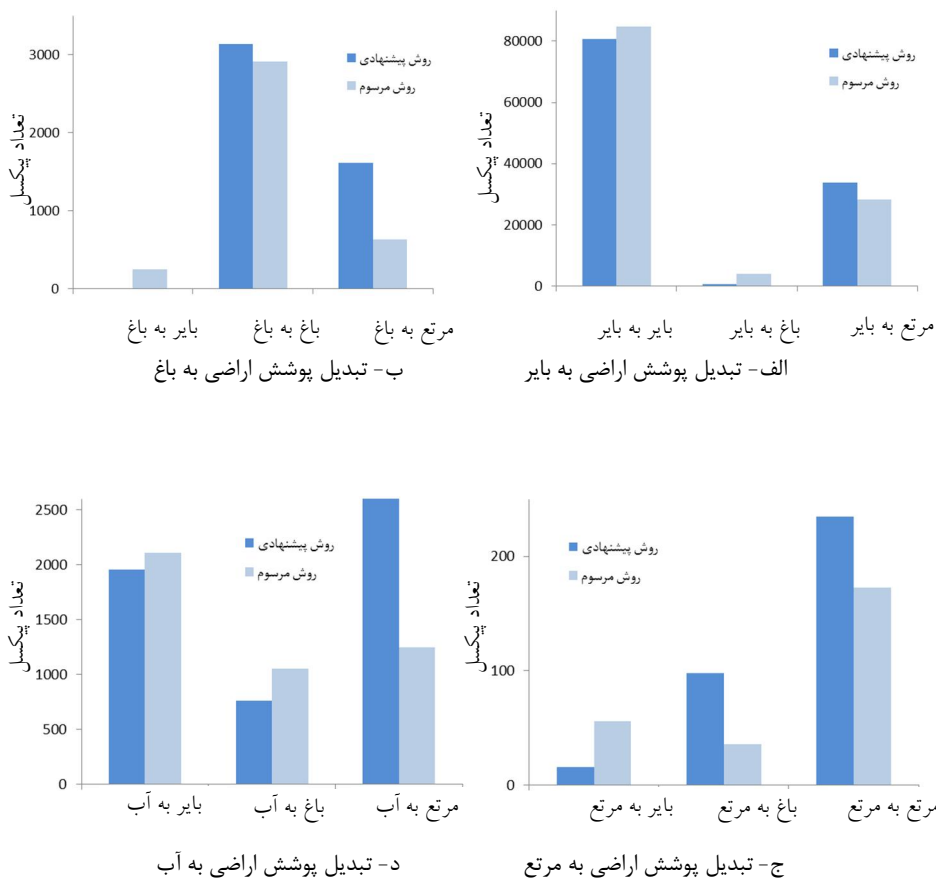 80000
60000
40000
20000
0
تعداد پیکسل
روش پیشنهادی
روش مرسوم
بایر به بایر
باغ به بایر
مرتع به بایر
الف- تبدیل پوشش اراضی به بایر
3000
2000
1000
0
تعداد پیکسل
روش پیشنهادی
روش مرسوم
بایر به باغ
باغ به باغ
مرتع به باغ
ب- تبدیل پوشش اراضی به باغ
200
100
0
تعداد پیکسل
روش پیشنهادی
روش مرسوم
بایر به مرتع
باغ به مرتع
مرتع به مرتع
ج- تبدیل پوشش اراضی به مرتع
2500
2000
1500
1000
500
0
تعداد پیکسل
روش پیشنهادی
روش مرسوم
بایر به آب
باغ به آب
مرتع به آب
د- تبدیل پوشش اراضی به آب